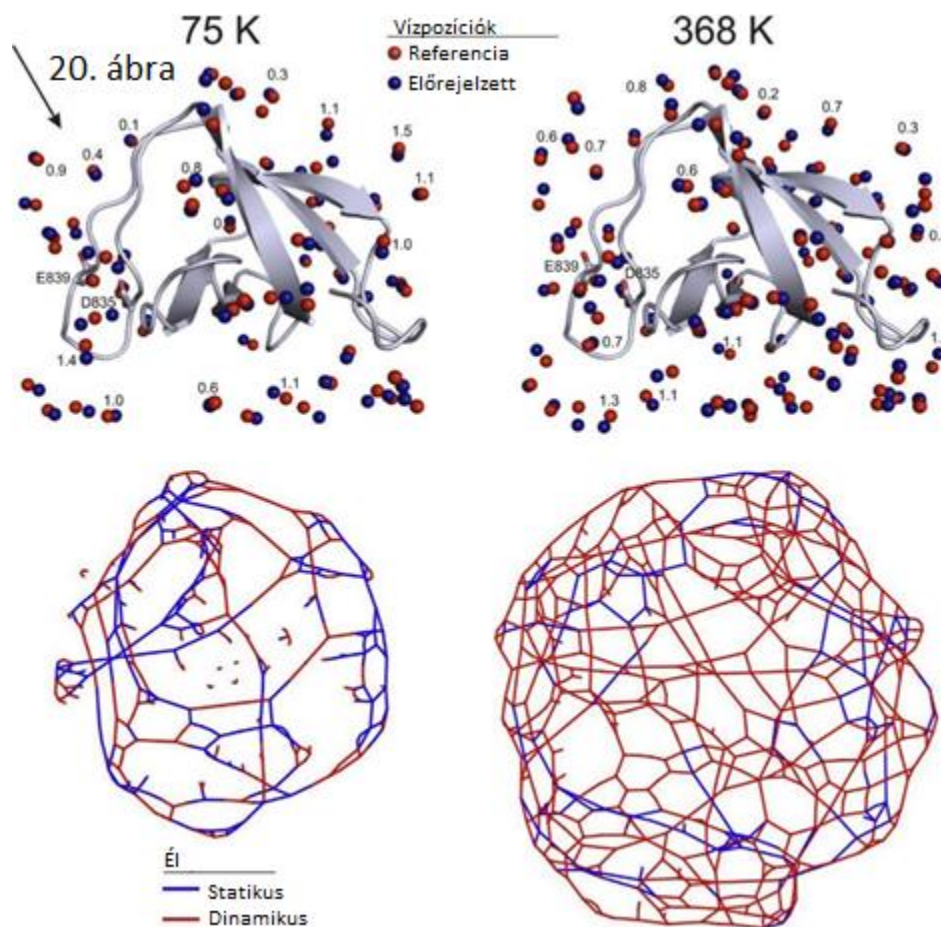 75 K
Vízpozíciók
368 K
Referencia
Előrejelzett
20. ábra
0.3
1.1
1.5
0.1
0.4
0.9
0.8
1.1
1.0
E839
D835
1.4
1.0
0.6
1.1
0.8
0.2
0.7
0.3
0.6
0.7
0.6
E839
D835
0.7
1.1
1.3
1.1
Él
Statikus
Dinamikus